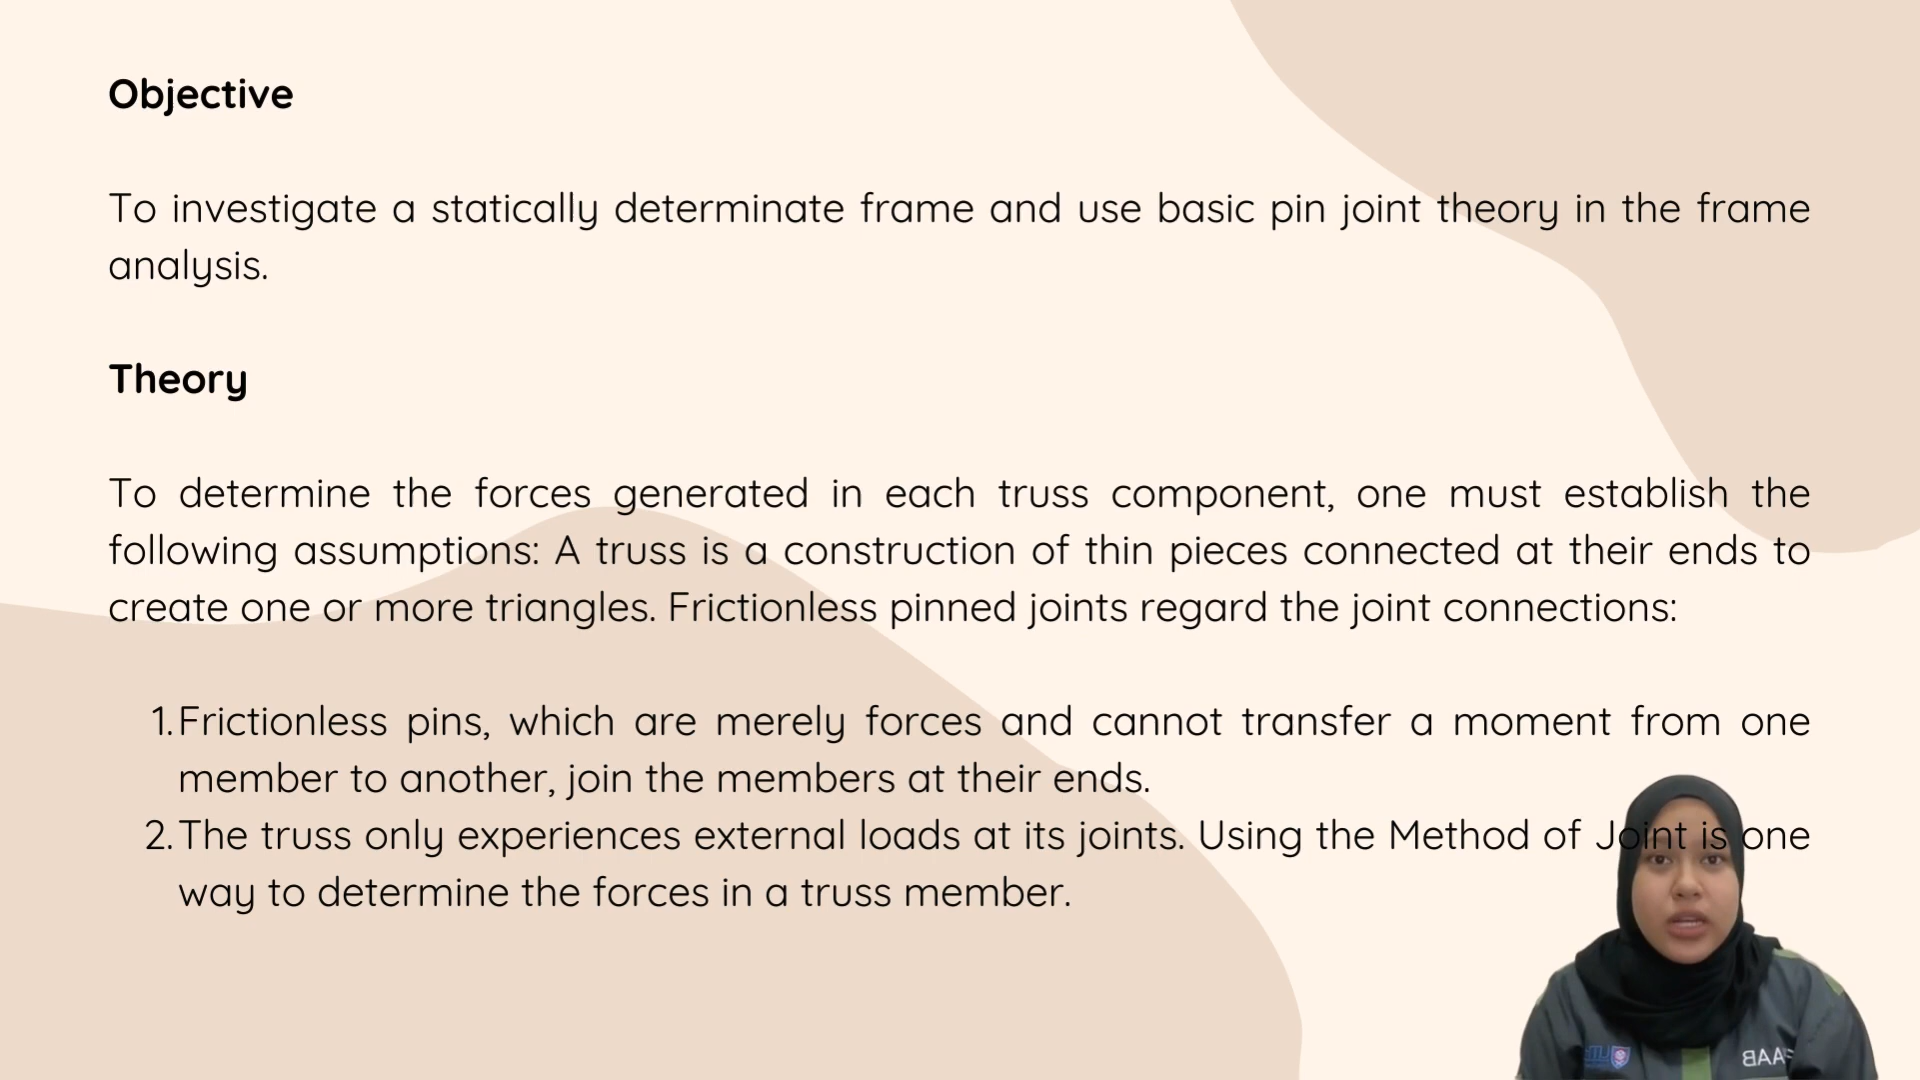 Objective
To investigate a statically determinate frame and use basic pin joint theory in the frame
analysis.
Theory
To determine the forces generated in each truss component, one must establish the
following assumptions: A truss is a construction of thin pieces connected at their ends to
create one or more triangles. Frictionless pinned joints regard the joint connections:
1. Frictionless pins, which are merely forces and cannot transfer a moment from one
member to another, join the members at their ends.
2. The truss only experiences external loads at its joints. Using the Method of Joint is one
way to determine the forces in a truss member.